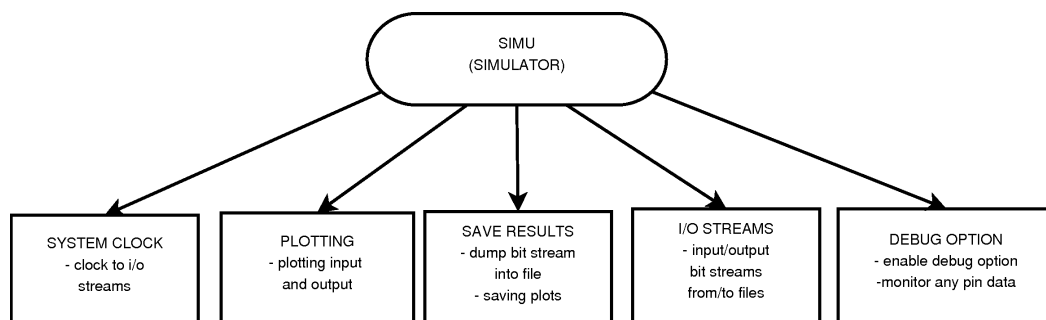 SIMU
(SIMULATOR)
SYSTEM CLOCK
- clock to i/o
streams
PLOTTING
- plotting input
and output
SAVE RESULTS
- dump bit stream
into file
- saving plots
I/O STREAMS
- input/output
bit streams
from/to files
DEBUG OPTION
- enable debug option
-monitor any pin data